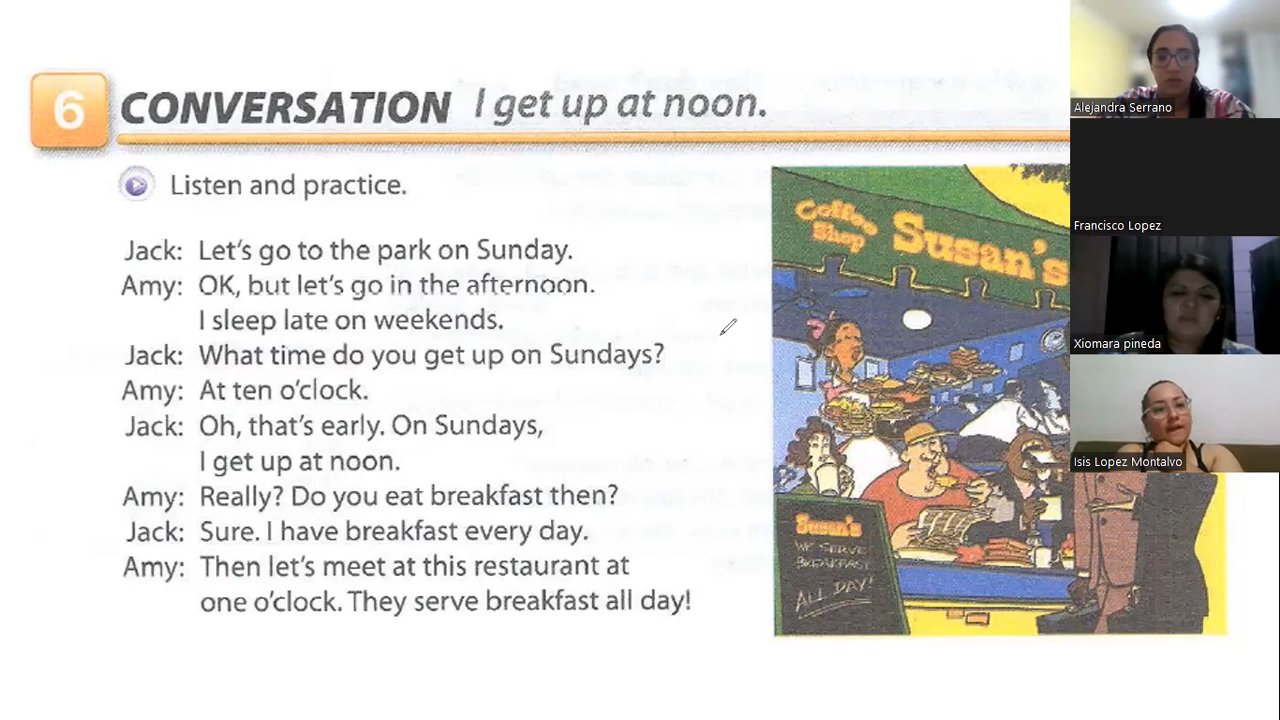 6 CONVERSATION I get up at noon.
Listen and practice.
Jack: Let's go to the park on Sunday.
Amy: OK, but let's go in the afternoon.
I sleep late on weekends.
Jack: What time do you get up on Sundays?
Amy: At ten o'clock.
Jack: Oh, that's early. On Sundays,
I get up at noon.
Amy: Really? Do you eat breakfast then?
Jack: Sure. I have breakfast every day.
Amy: Then let's meet at this restaurant at
one o'clock. They serve breakfast all day!
Coffee
Shop
Susan's
Susan's
WE SERVE
BREAKFAST
ALL DAY!
Alejandra Serrano
Francisco Lopez
Xiomara pineda
Isis Lopez Montalvo